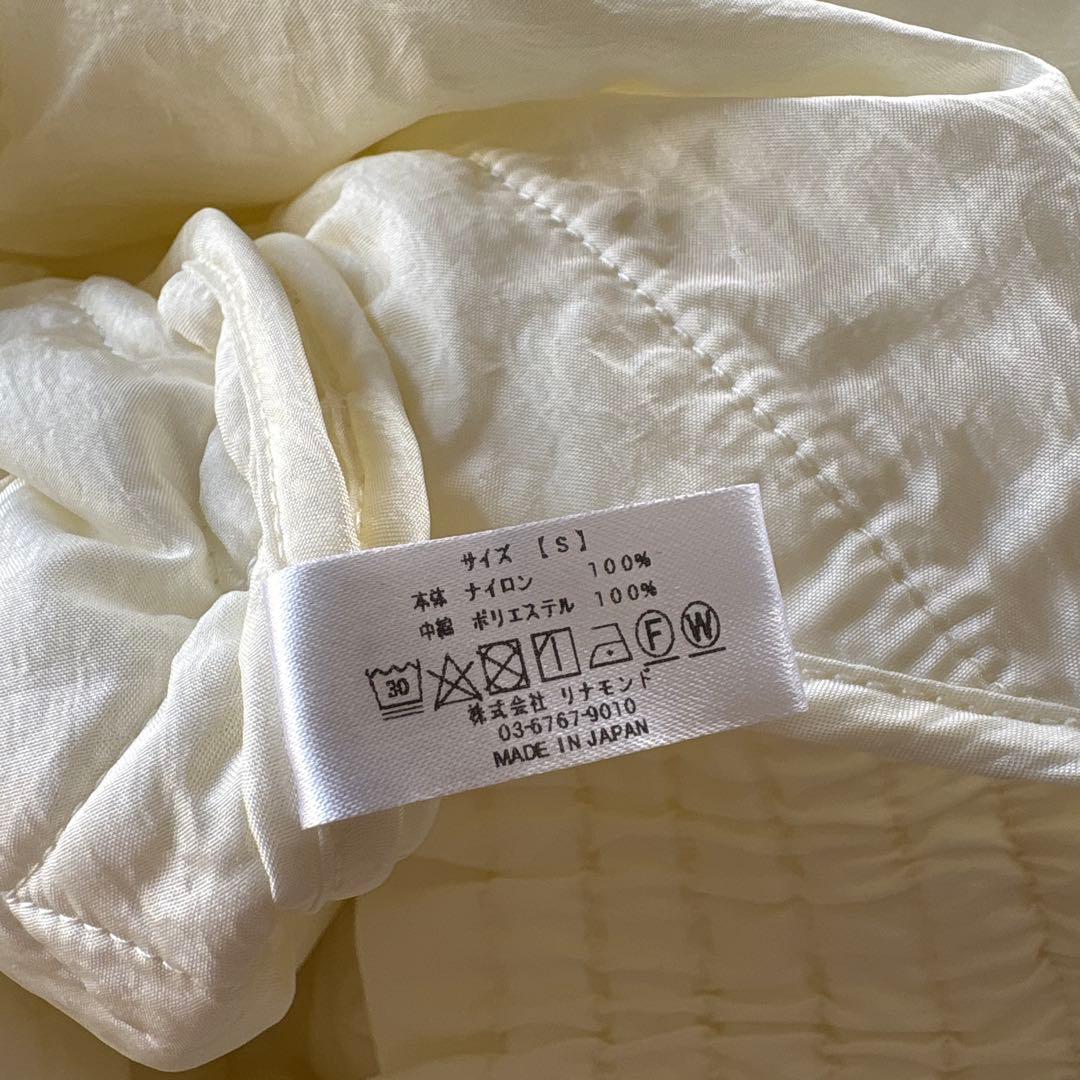 サイズ 【S】
本体 ナイロン 100%
中綿 ポリエステル 100%
30 F W
株式会社 リナモンド
03-6767-9010
MADE IN JAPAN